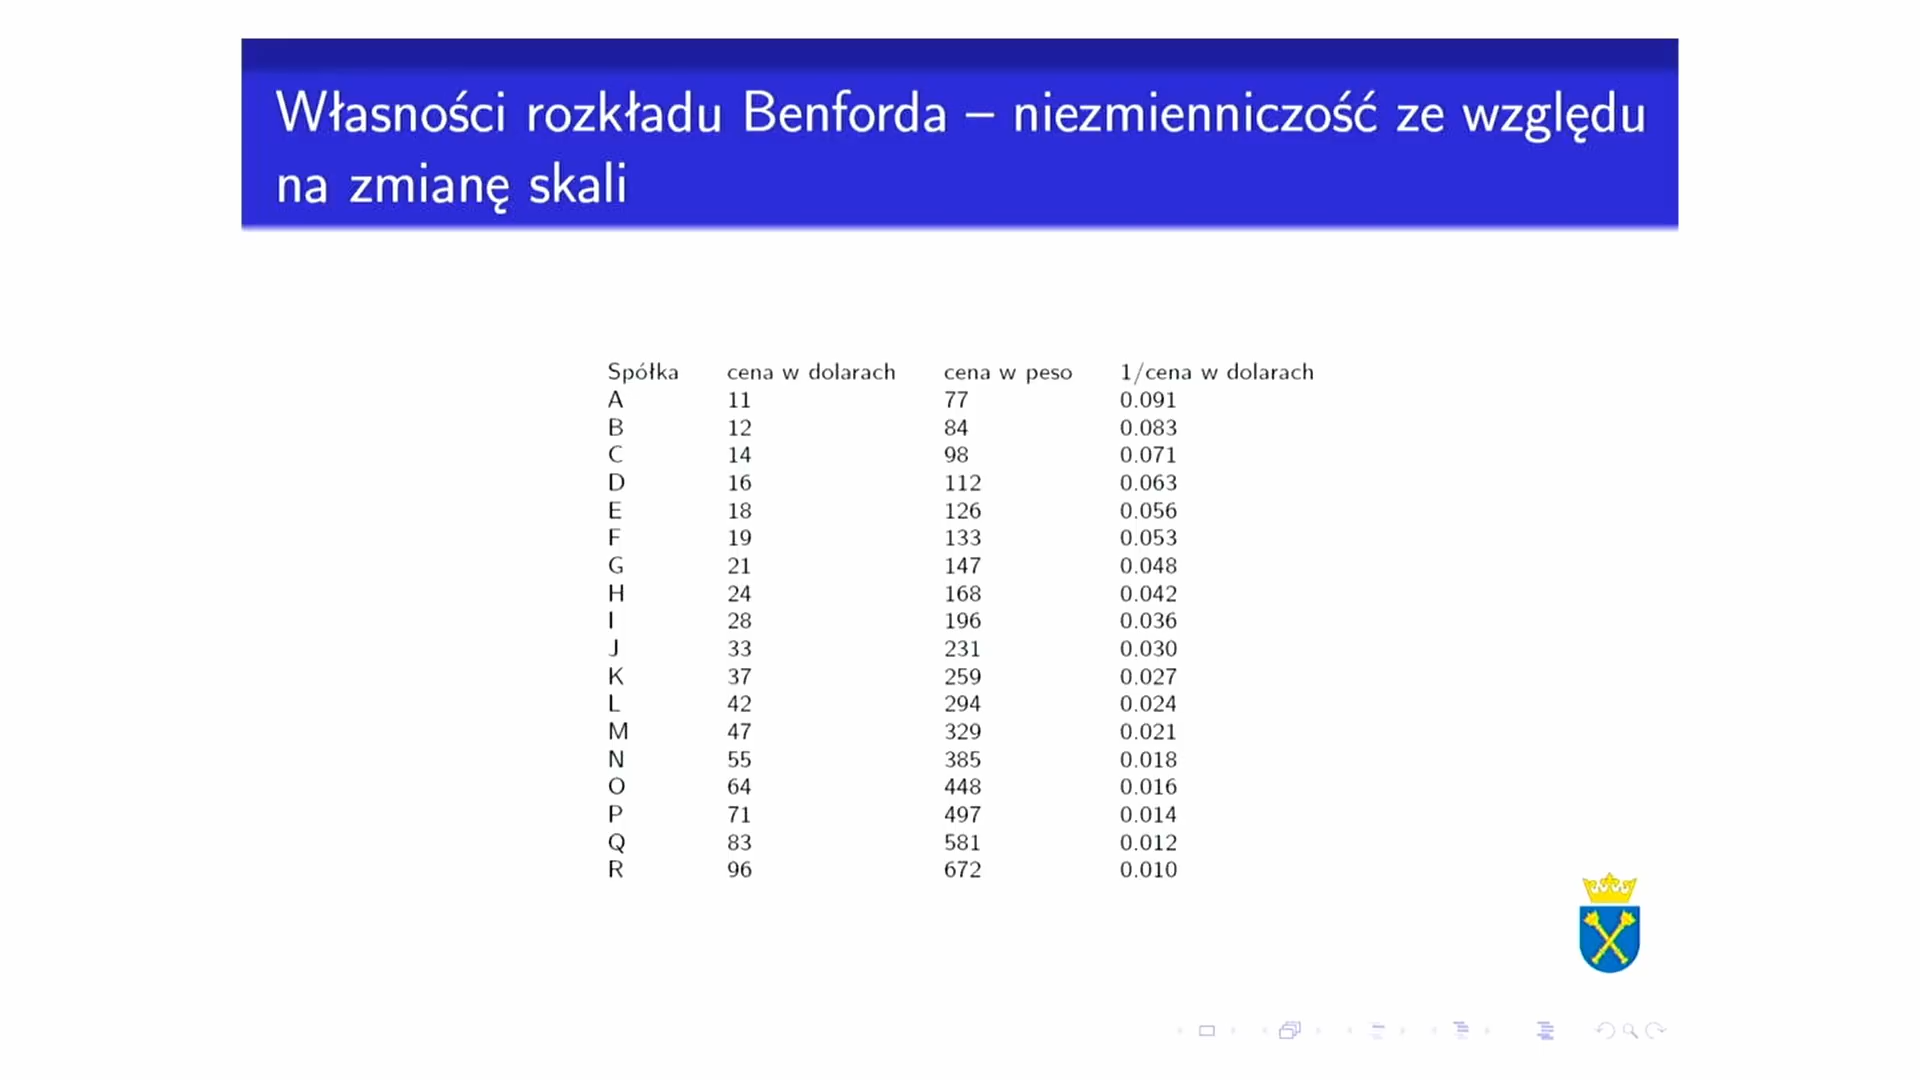 Własności rozkładu Benforda – niezmienniczość ze względu
na zmianę skali
Spółka cena w dolarach cena w peso 1/cena w dolarach
A 11 77 0.091
B 12 84 0.083
C 14 98 0.071
D 16 112 0.063
E 18 126 0.056
F 19 133 0.053
G 21 147 0.048
H 24 168 0.042
I 28 196 0.036
J 33 231 0.030
K 37 259 0.027
L 42 294 0.024
M 47 329 0.021
N 55 385 0.018
O 64 448 0.016
P 71 497 0.014
Q 83 581 0.012
R 96 672 0.010